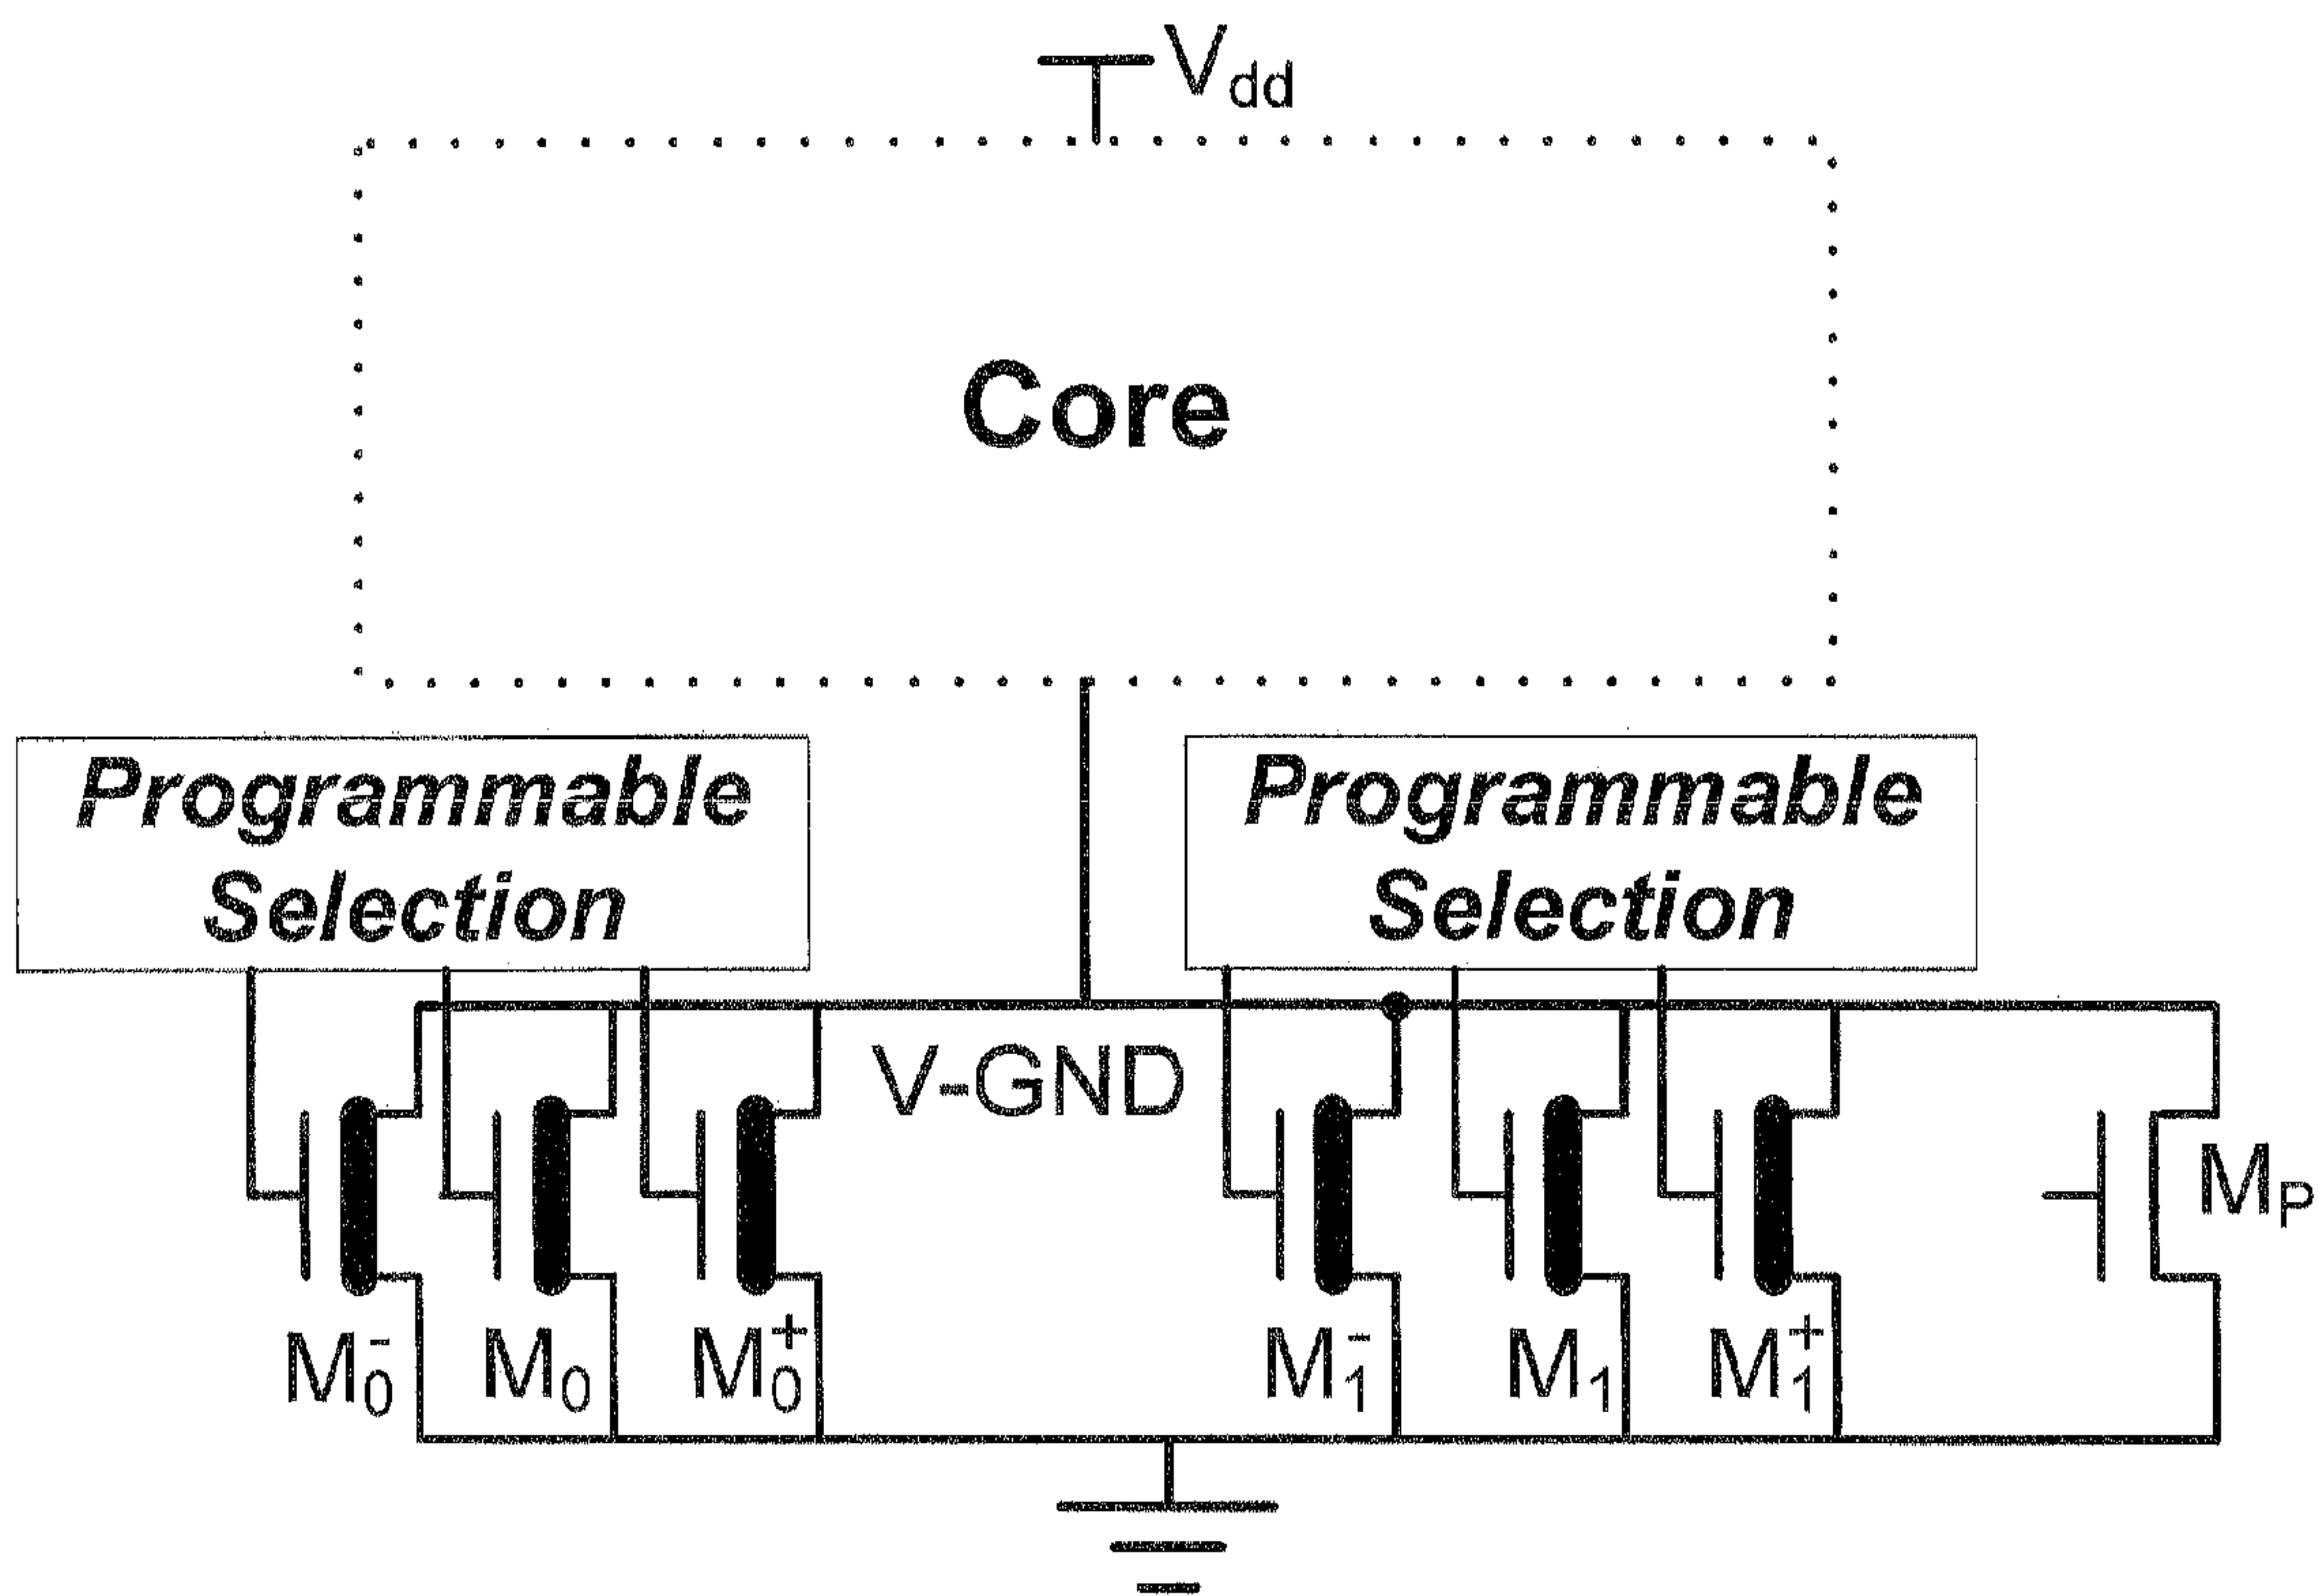 Vdd
Core
Programmable
Selection
Programmable
Selection
V-GND
MP
M0-
M0
M0+
M1-
M1
M1+